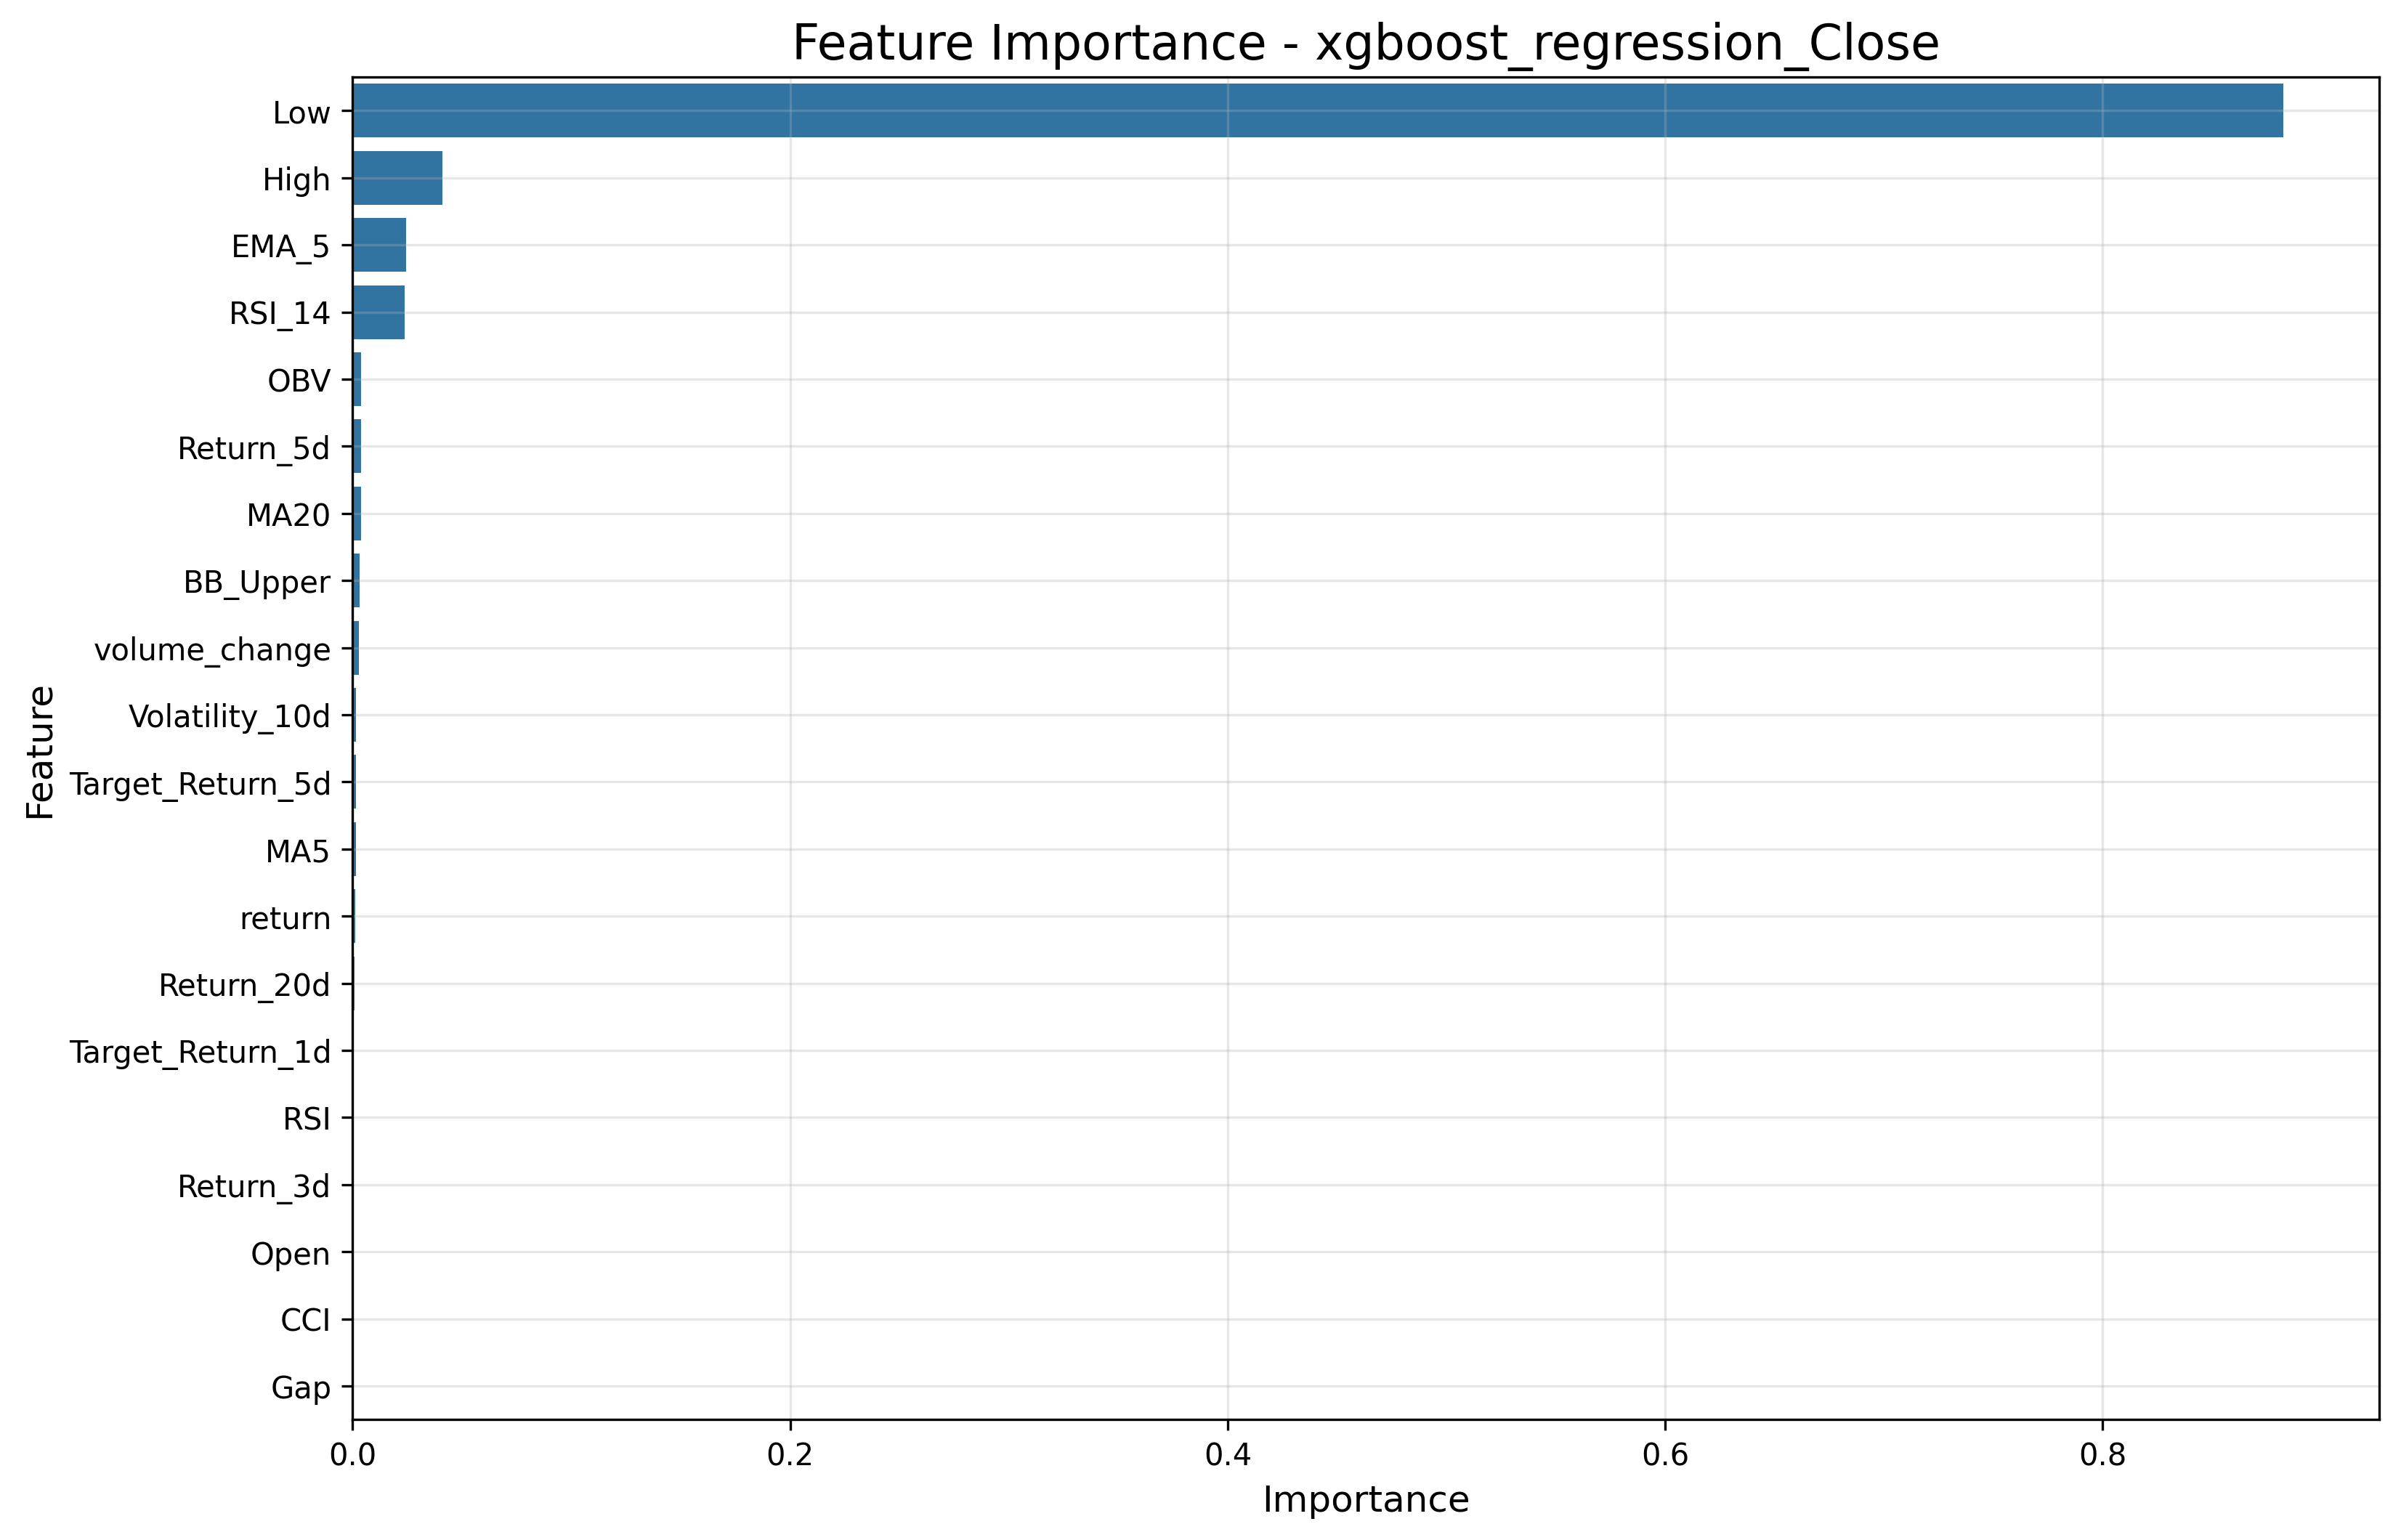 Feature Importance - xgboost_regression_Close
Low
High
EMA_5
RSI_14
OBV
Return_5d
MA20
BB_Upper
volume_change
Volatility_10d
Target_Return_5d
MA5
return
Return_20d
Target_Return_1d
RSI
Return_3d
Open
CCI
Gap
Feature
0.0 0.2 0.4 0.6 0.8
Importance